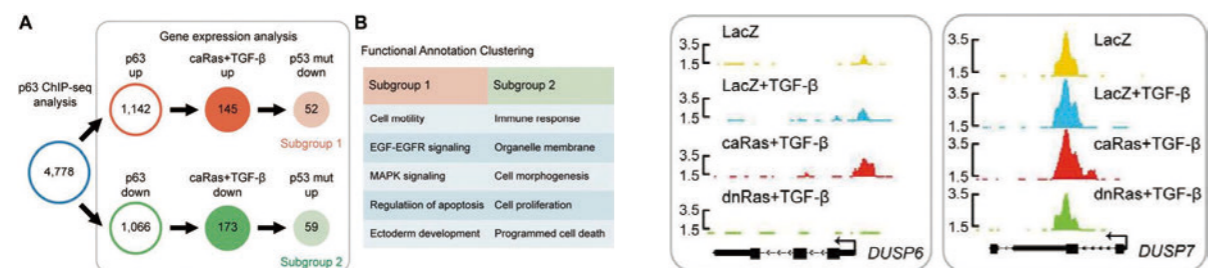 A
Gene expression analysis
p63 ChIP-seq
analysis
4,778
p63
up
caRas+TGF-β
up
p53 mut
down
1,142
145
52
Subgroup 1
p63
down
caRas+TGF-β
down
p53 mut
up
1,066
173
59
Subgroup 2
B
Functional Annotation Clustering
Subgroup 1 Subgroup 2
Cell motility Immune response
EGF-EGFR signaling Organelle membrane
MAPK signaling Cell morphogenesis
Regulatiion of apoptosis Cell proliferation
Ectoderm development Programmed cell death
LacZ
3.5
1.5
LacZ+TGF-β
3.5
1.5
caRas+TGF-β
3.5
1.5
dnRas+TGF-β
3.5
1.5
DUSP6
LacZ
3.5
1.5
LacZ+TGF-β
3.5
1.5
caRas+TGF-β
3.5
1.5
dnRas+TGF-β
3.5
1.5
DUSP7